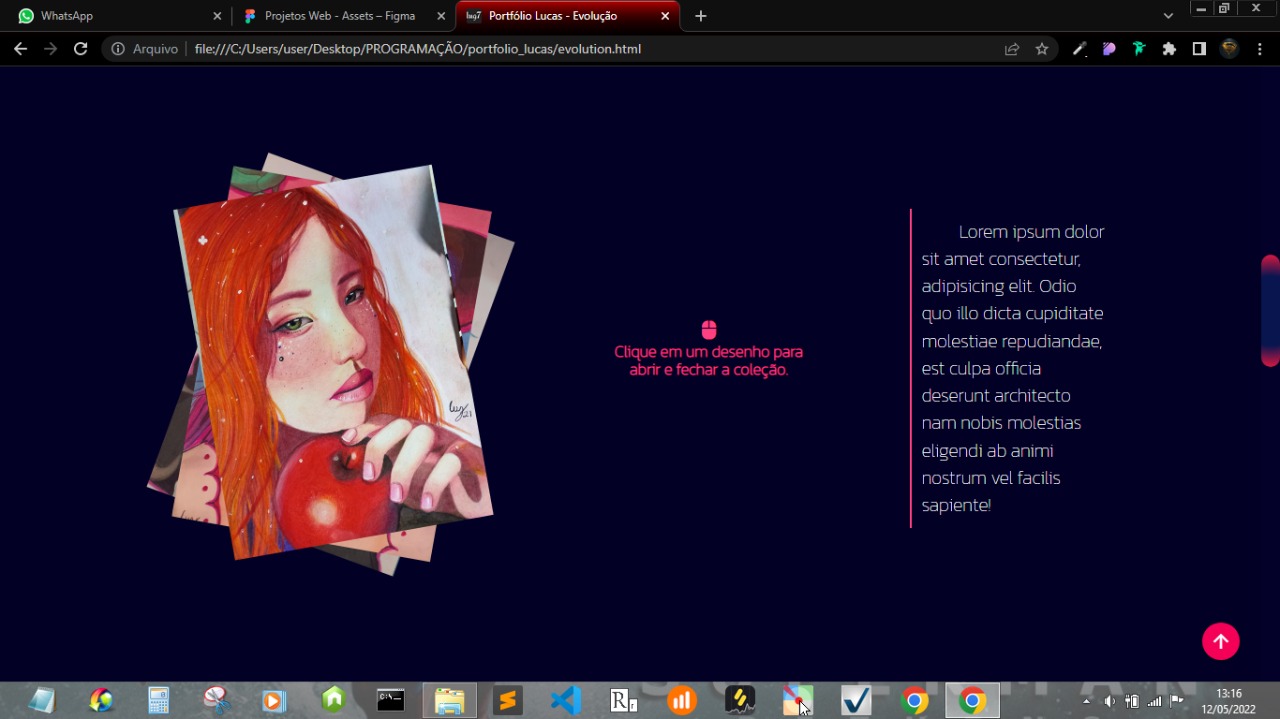 WhatsApp
Projetos Web - Assets – Figma
Portfólio Lucas - Evolução
Arquivo
file:///C:/Users/user/Desktop/PROGRAMAÇÃO/portfolio_lucas/evolution.html
Clique em um desenho para
abrir e fechar a coleção.
Lorem ipsum dolor
sit amet consectetur,
adipisicing elit. Odio
quo illo dicta cupiditate
molestiae repudiandae,
est culpa officia
deserunt architecto
nam nobis molestias
eligendi ab animi
nostrum vel facilis
sapiente!
13:16
12/05/2022